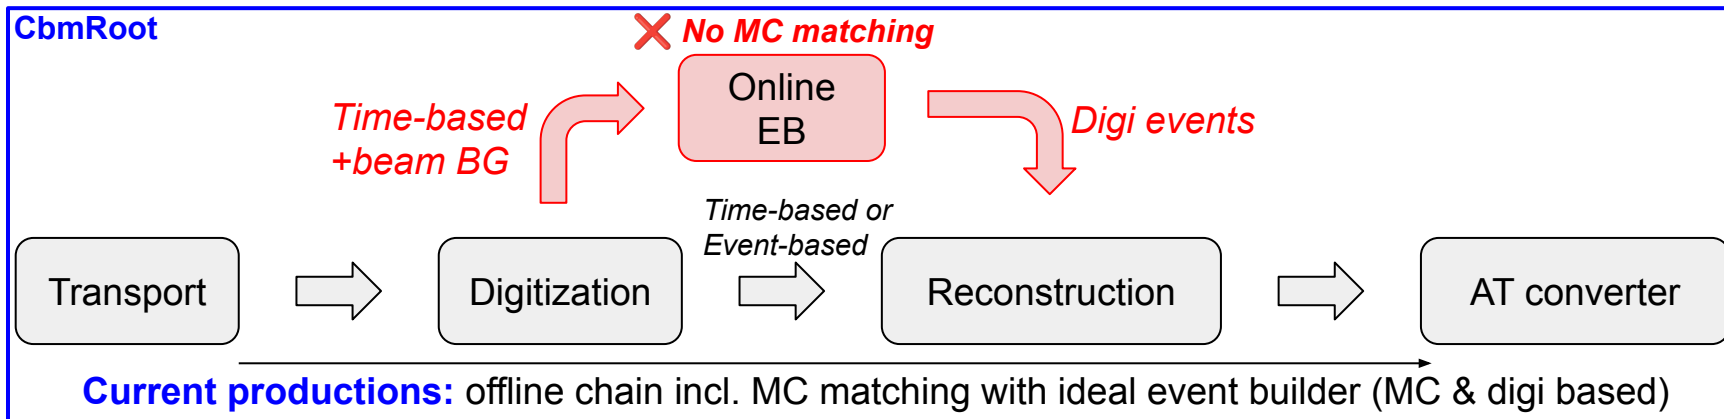 CbmRoot
❌ No MC matching
Online
EB
Time-based
+beam BG
Digi events
Time-based or
Event-based
Transport
Digitization
Reconstruction
AT converter
Current productions: offline chain incl. MC matching with ideal event builder (MC & digi based)